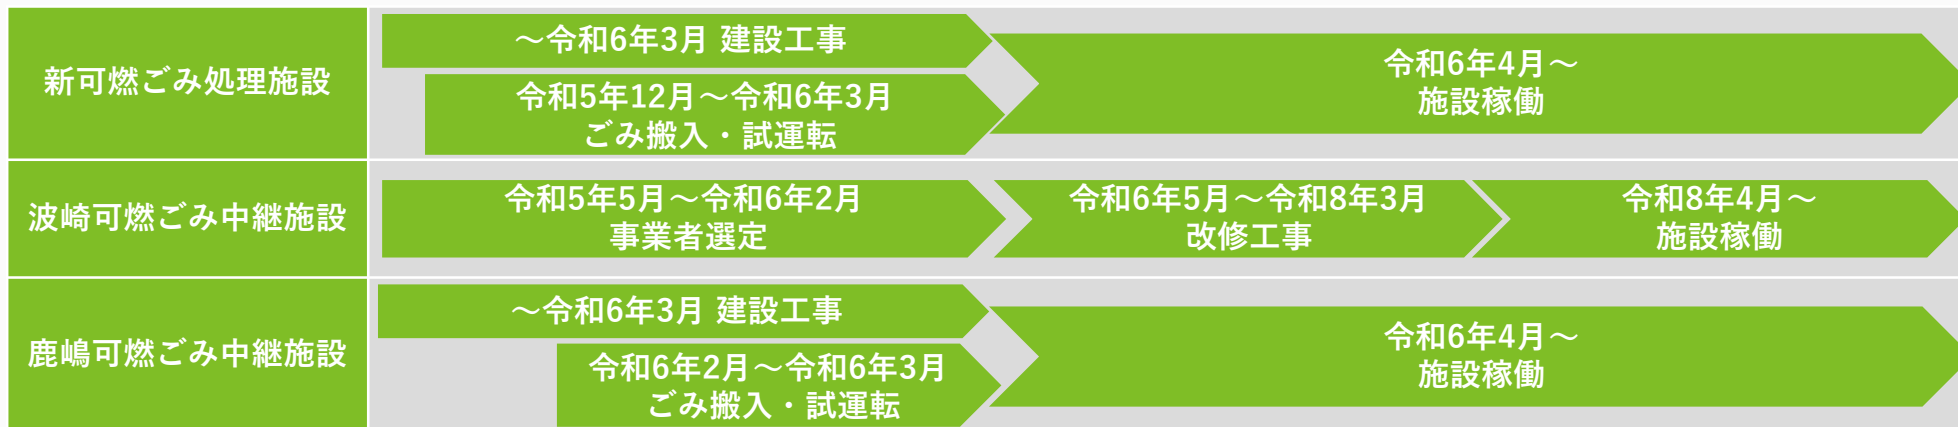 新可燃ごみ処理施設
～令和6年3月 建設工事
令和5年12月～令和6年3月
ごみ搬入・試運転
令和6年4月～
施設稼働
波崎可燃ごみ中継施設
令和5年5月～令和6年2月
事業者選定
令和6年5月～令和8年3月
改修工事
令和8年4月～
施設稼働
鹿嶋可燃ごみ中継施設
～令和6年3月 建設工事
令和6年2月～令和6年3月
ごみ搬入・試運転
令和6年4月～
施設稼働